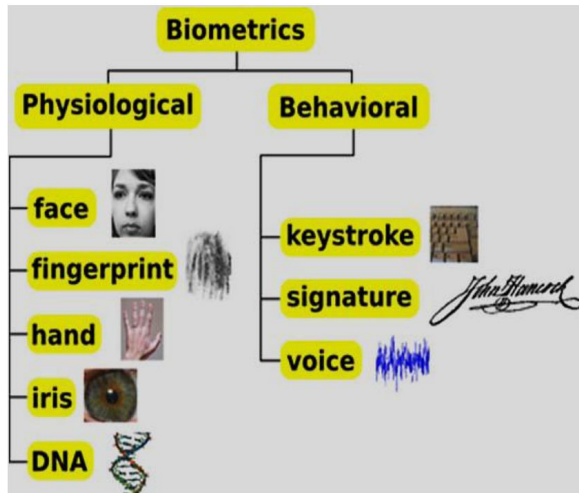 Biometrics
Physiological
Behavioral
face
fingerprint
hand
iris
DNA
keystroke
signature
John Hancock
voice